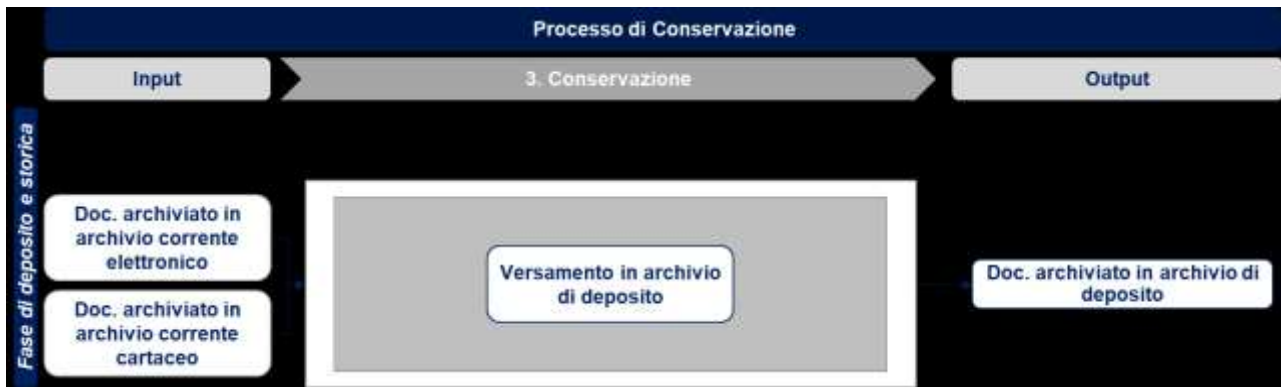 Processo di Conservazione
Input
3. Conservazione
Output
Fase di deposito e storica
Doc. archiviato in
archivio corrente
elettronico
Doc. archiviato in
archivio corrente
cartaceo
Versamento in archivio
di deposito
Doc. archiviato in archivio di
deposito